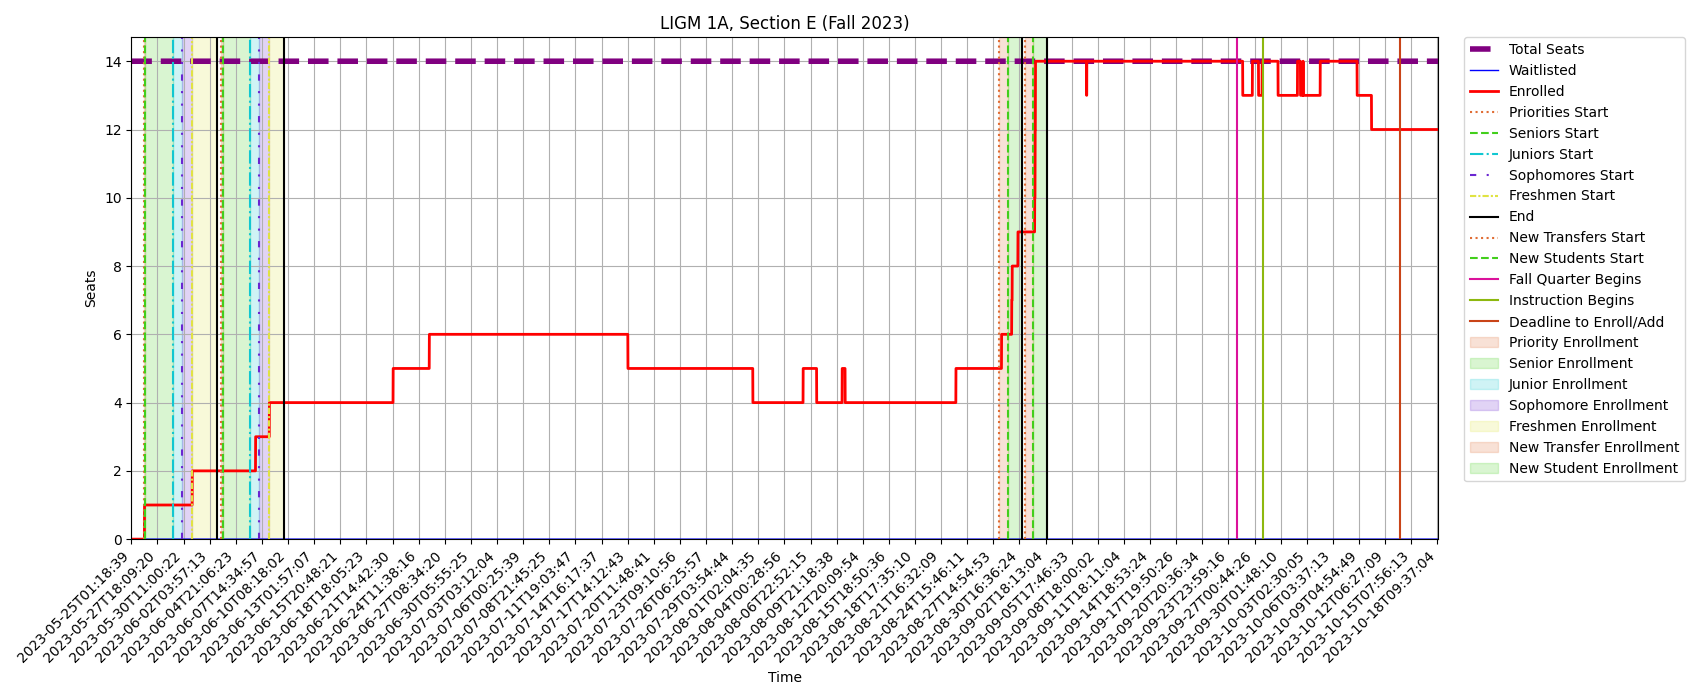 LIGM 1A, Section E (Fall 2023)
Seats
14
12
10
8
6
4
2
0
2023-05-25T01:18:39
2023-05-27T18:09:20
2023-05-30T11:00:22
2023-06-02T03:57:13
2023-06-04T21:06:23
2023-06-07T14:34:57
2023-06-10T08:18:02
2023-06-13T01:57:07
2023-06-15T20:48:21
2023-06-18T18:05:23
2023-06-21T14:42:30
2023-06-24T11:38:16
2023-06-27T08:34:20
2023-06-30T05:55:25
2023-07-03T03:12:04
2023-07-06T00:25:39
2023-07-08T21:45:25
2023-07-11T19:03:47
2023-07-14T16:17:37
2023-07-17T14:12:43
2023-07-20T11:48:41
2023-07-23T09:10:56
2023-07-26T06:25:57
2023-07-29T03:54:44
2023-08-01T02:04:35
2023-08-04T00:28:56
2023-08-06T22:52:15
2023-08-09T21:18:38
2023-08-12T20:09:54
2023-08-15T18:50:36
2023-08-18T17:35:10
2023-08-21T16:32:09
2023-08-24T15:46:11
2023-08-27T14:54:53
2023-08-30T16:36:24
2023-09-02T18:13:04
2023-09-05T17:46:33
2023-09-08T18:00:02
2023-09-11T18:11:04
2023-09-14T18:53:24
2023-09-17T19:50:26
2023-09-20T20:36:34
2023-09-23T23:59:16
2023-09-27T00:44:26
2023-09-30T01:48:10
2023-10-03T02:30:05
2023-10-06T03:37:13
2023-10-09T04:54:49
2023-10-12T06:27:09
2023-10-15T07:56:13
2023-10-18T09:37:04
Time
Total Seats
Waitlisted
Enrolled
Priorities Start
Seniors Start
Juniors Start
Sophomores Start
Freshmen Start
End
New Transfers Start
New Students Start
Fall Quarter Begins
Instruction Begins
Deadline to Enroll/Add
Priority Enrollment
Senior Enrollment
Junior Enrollment
Sophomore Enrollment
Freshmen Enrollment
New Transfer Enrollment
New Student Enrollment